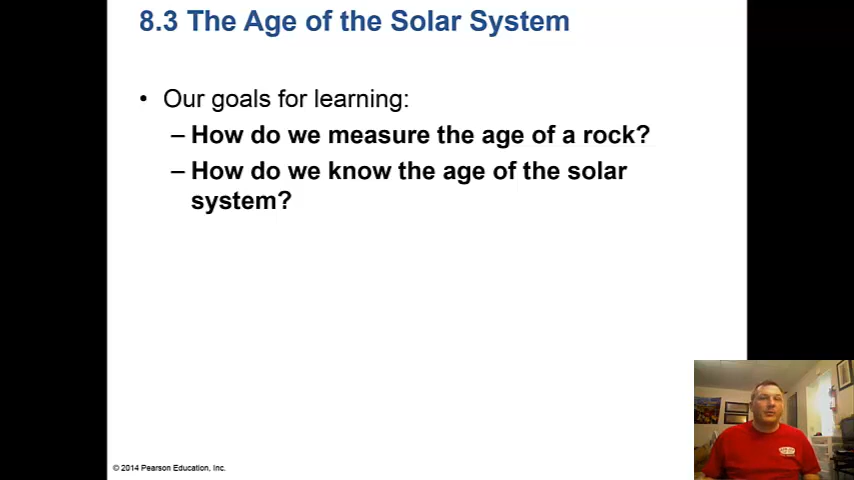 8.3 The Age of the Solar System
• Our goals for learning:
– How do we measure the age of a rock?
– How do we know the age of the solar
system?
© 2014 Pearson Education, Inc.